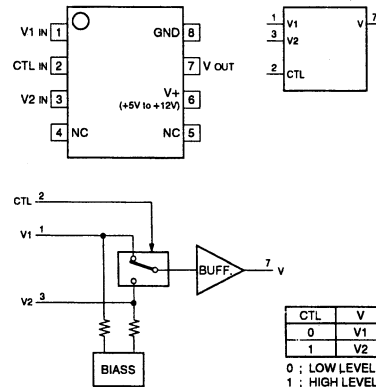 V1 IN 1
GND 8
CTL IN 2
7 V OUT
V2 IN 3
V+ 6
(+5V to +12V)
4 NC
NC 5
1 V1
V 7
3 V2
2 CTL
CTL 2
V1 1
BUFF.
7 V
V2 3
BIASS
CTL V
0 V1
1 V2
0 ; LOW LEVEL
1 ; HIGH LEVEL